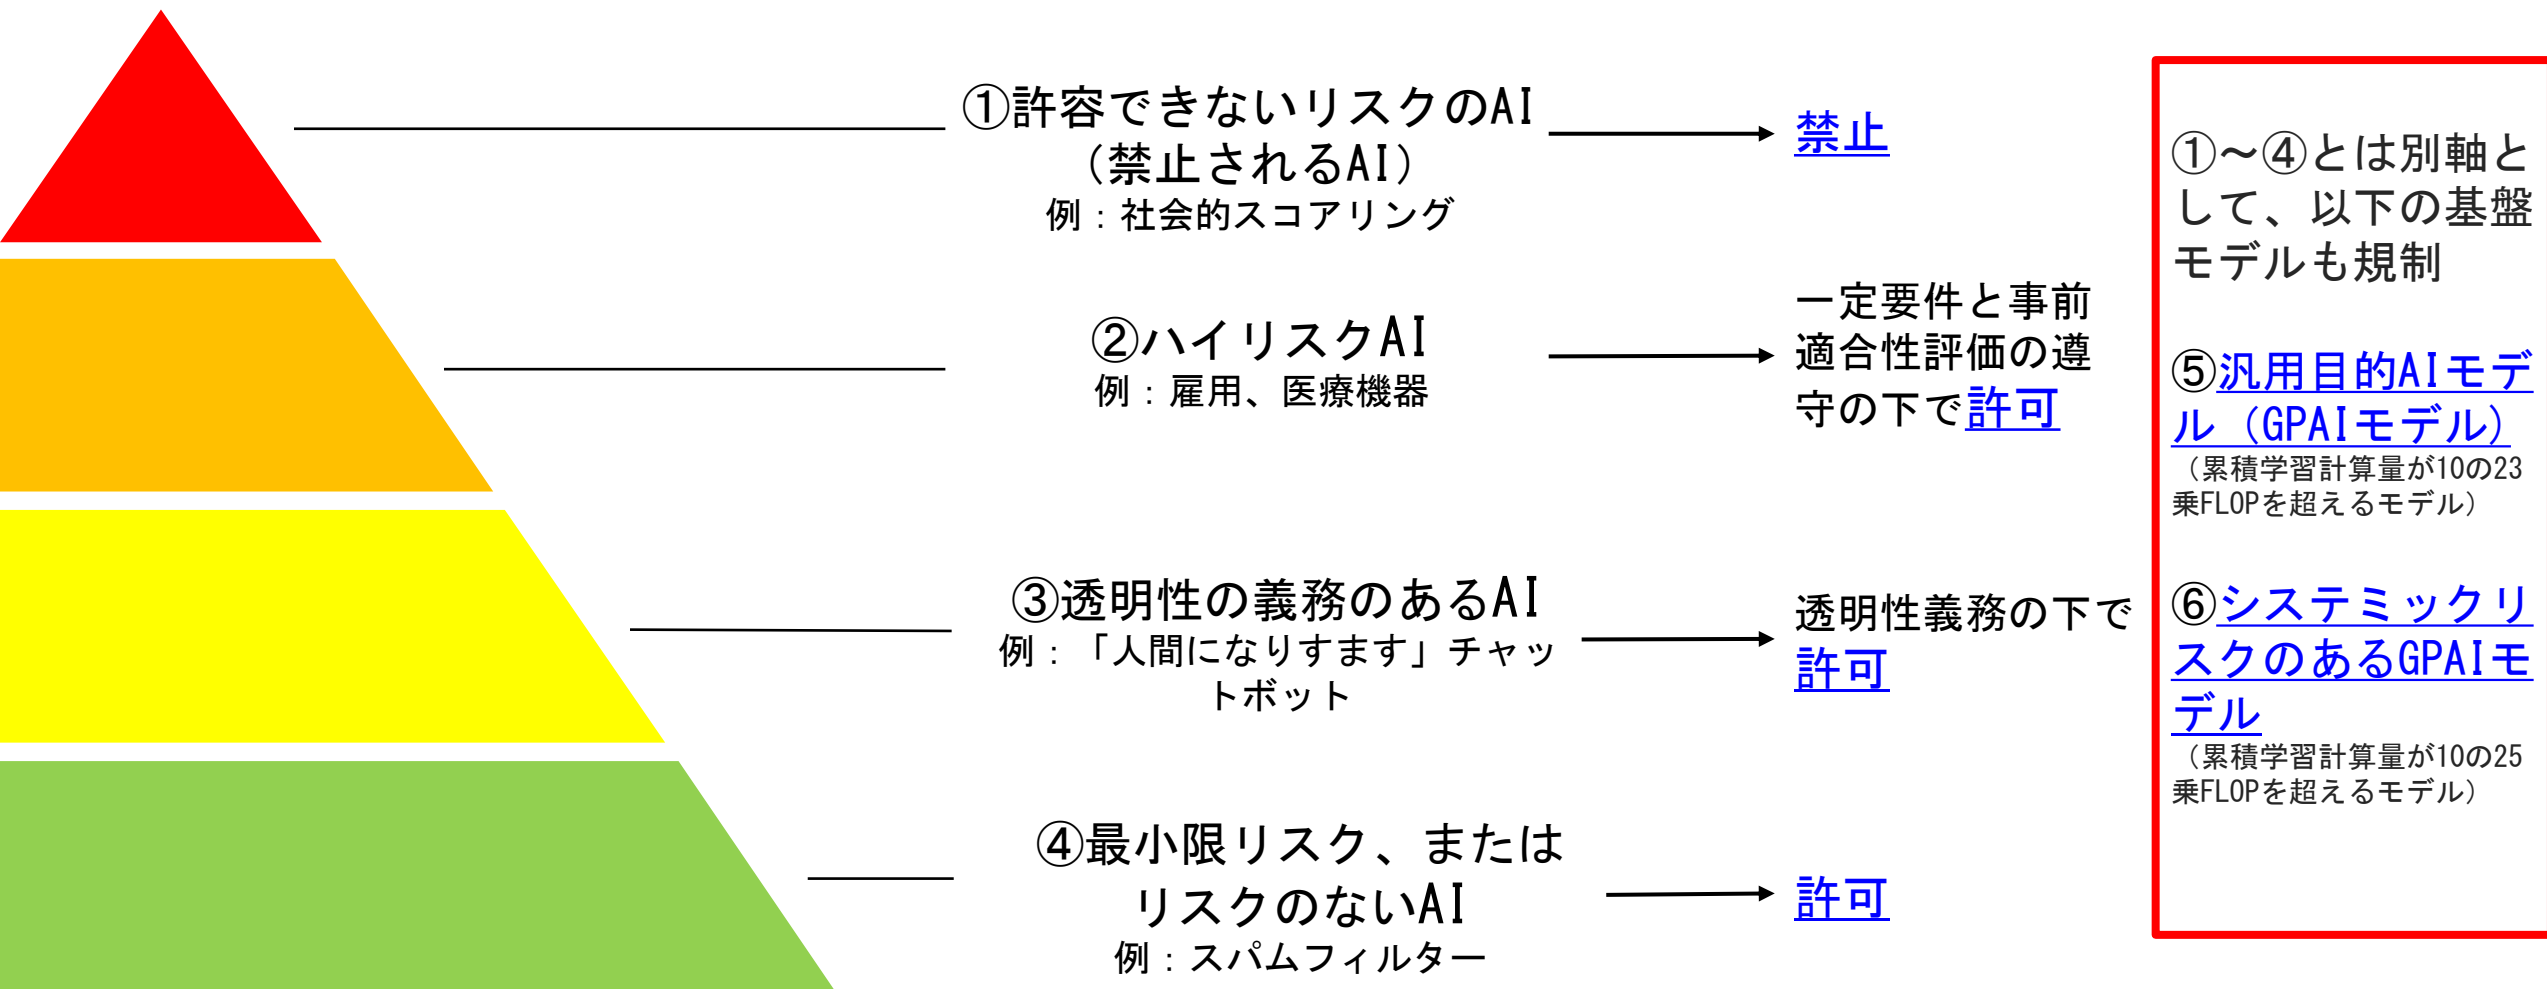 ①許容できないリスクのAI
（禁止されるAI）
例：社会的スコアリング
禁止
②ハイリスクAI
例：雇用、医療機器
一定要件と事前
適合性評価の遵
守の下で許可
③透明性の義務のあるAI
例：「人間になりすます」チャッ
トボット
透明性義務の下で
許可
④最小限リスク、または
リスクのないAI
例：スパムフィルター
許可
①～④とは別軸と
して、以下の基盤
モデルも規制
⑤汎用目的AIモデ
ル（GPAIモデル）
（累積学習計算量が10の23
乗FLOPを超えるモデル）
⑥システミックリ
スクのあるGPAIモ
デル
（累積学習計算量が10の25
乗FLOPを超えるモデル）